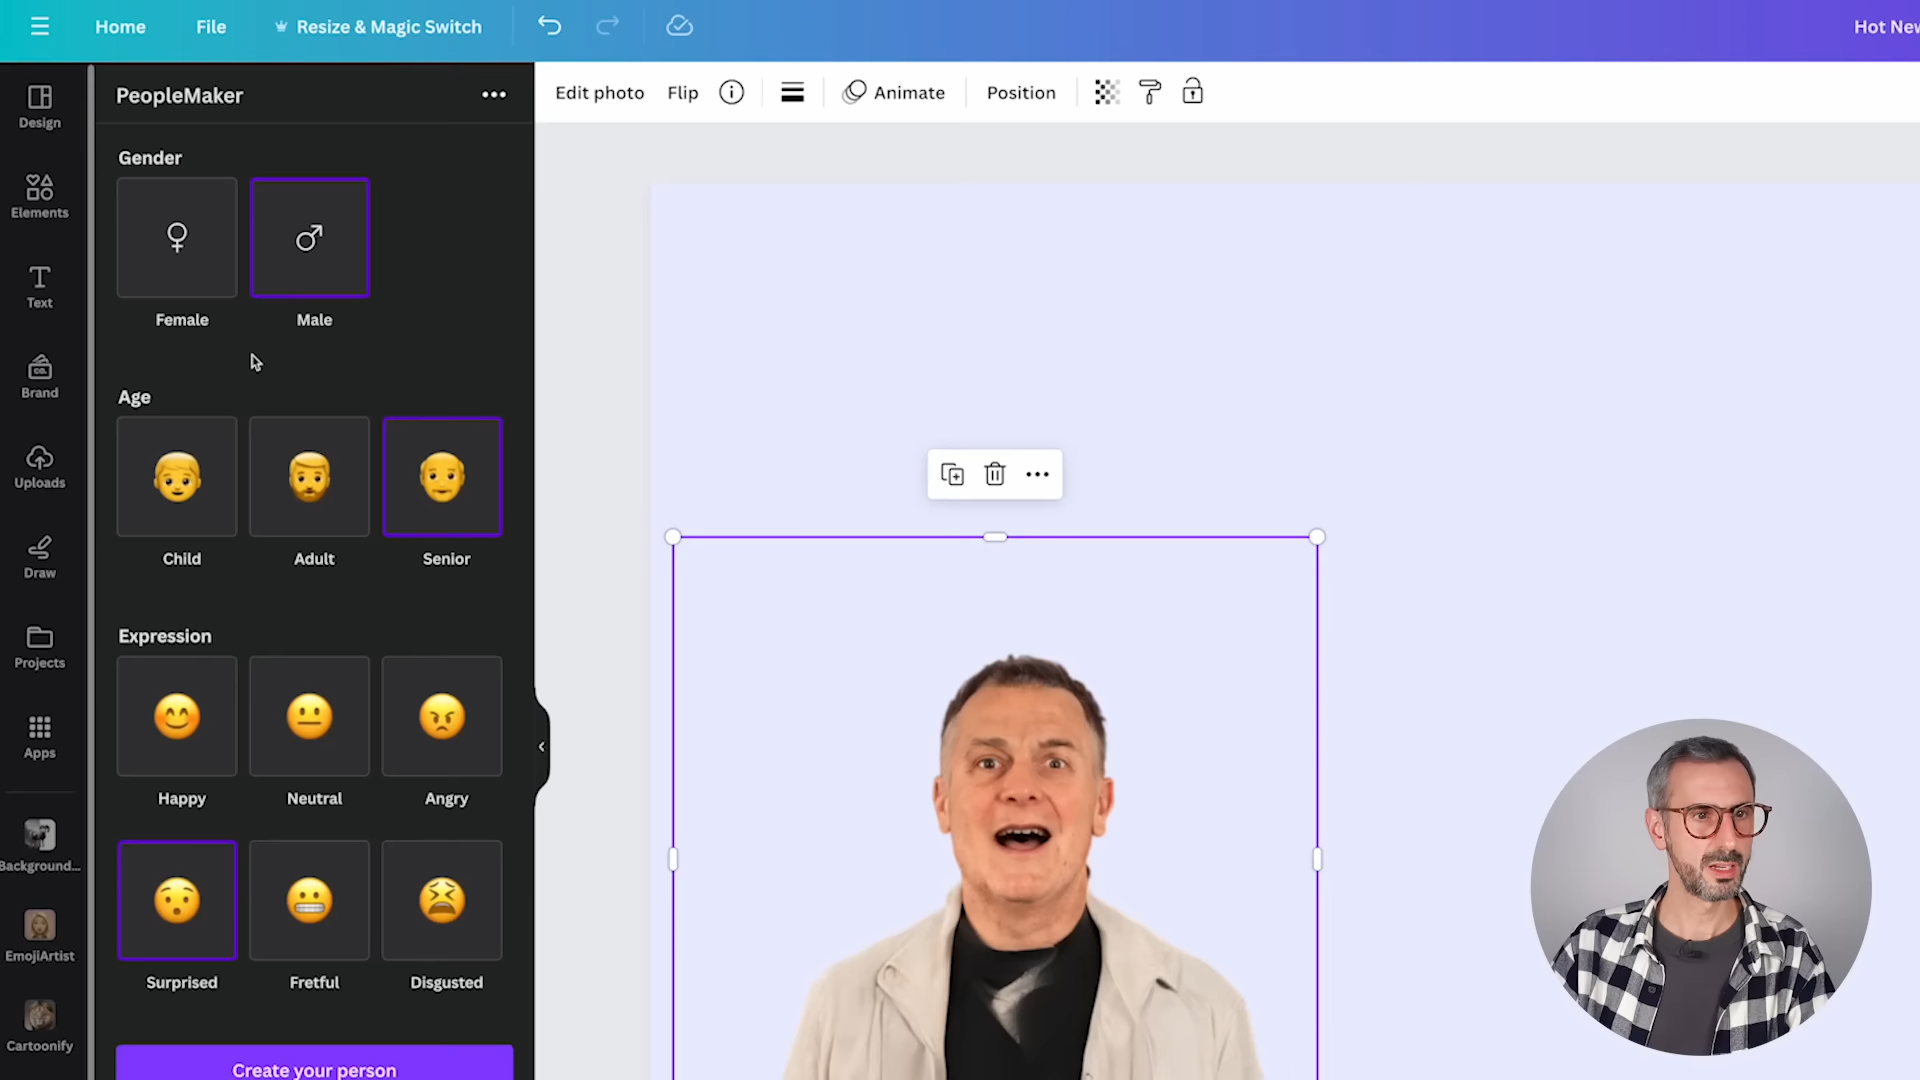 Home File Resize & Magic Switch
Hot New
Design
Elements
Text
Brand
Uploads
Draw
Projects
Apps
Background...
EmojiArtist
Cartoonify
PeopleMaker
Gender
Female Male
Age
Child Adult Senior
Expression
Happy Neutral Angry
Surprised Fretful Disgusted
Create your person
Edit photo Flip Animate Position